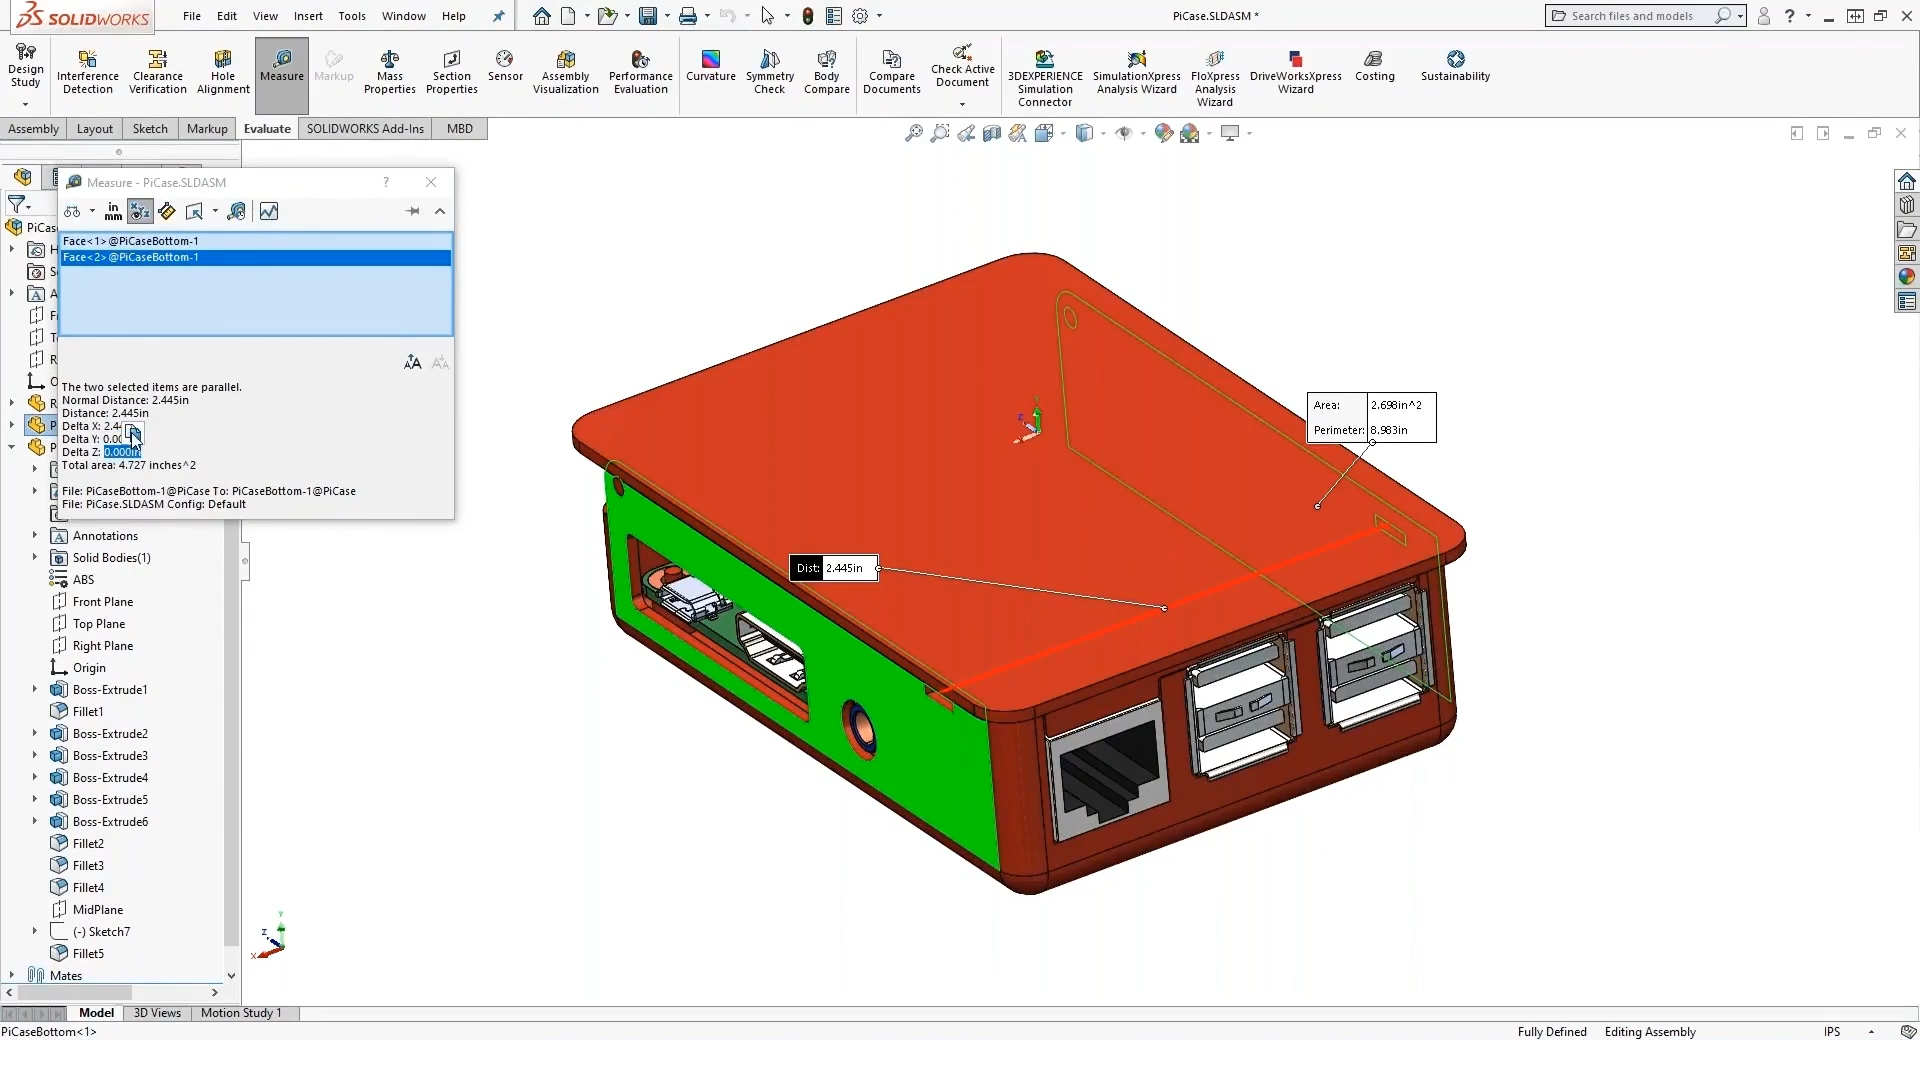 SOLIDWORKS
File Edit View Insert Tools Window Help
PiCase.SLDASM *
Search files and models
Design Study
Interference Detection
Clearance Verification
Hole Alignment
Measure
Markup
Mass Properties
Section Properties
Sensor
Assembly Visualization
Performance Evaluation
Curvature
Symmetry Check
Body Compare
Compare Documents
Check Active Document
3DEXPERIENCE Simulation Connector
SimulationXpress Analysis Wizard
FloXpress Analysis Wizard
DriveWorksXpress Wizard
Costing
Sustainability
Assembly Layout Sketch Markup Evaluate SOLIDWORKS Add-Ins MBD
Measure - PiCase.SLDASM
in
mm
Face<1>@PiCaseBottom-1
Face<2>@PiCaseBottom-1
The two selected items are parallel.
Normal Distance: 2.445in
Distance: 2.445in
Delta X: 2.4
Delta Y: 0.00
Delta Z: 0.000in
Total area: 4.727 inches^2
File: PiCaseBottom-1@PiCase To: PiCaseBottom-1@PiCase
File: PiCase.SLDASM Config: Default
Annotations
Solid Bodies(1)
ABS
Front Plane
Top Plane
Right Plane
Origin
Boss-Extrude1
Fillet1
Boss-Extrude2
Boss-Extrude3
Boss-Extrude4
Boss-Extrude5
Boss-Extrude6
Fillet2
Fillet3
Fillet4
MidPlane
(-) Sketch7
Fillet5
Mates
Area: 2.698in^2
Perimeter: 8.983in
Dist: 2.445in
Y
Z
X
Model 3D Views Motion Study 1
PiCaseBottom<1>
Fully Defined Editing Assembly IPS